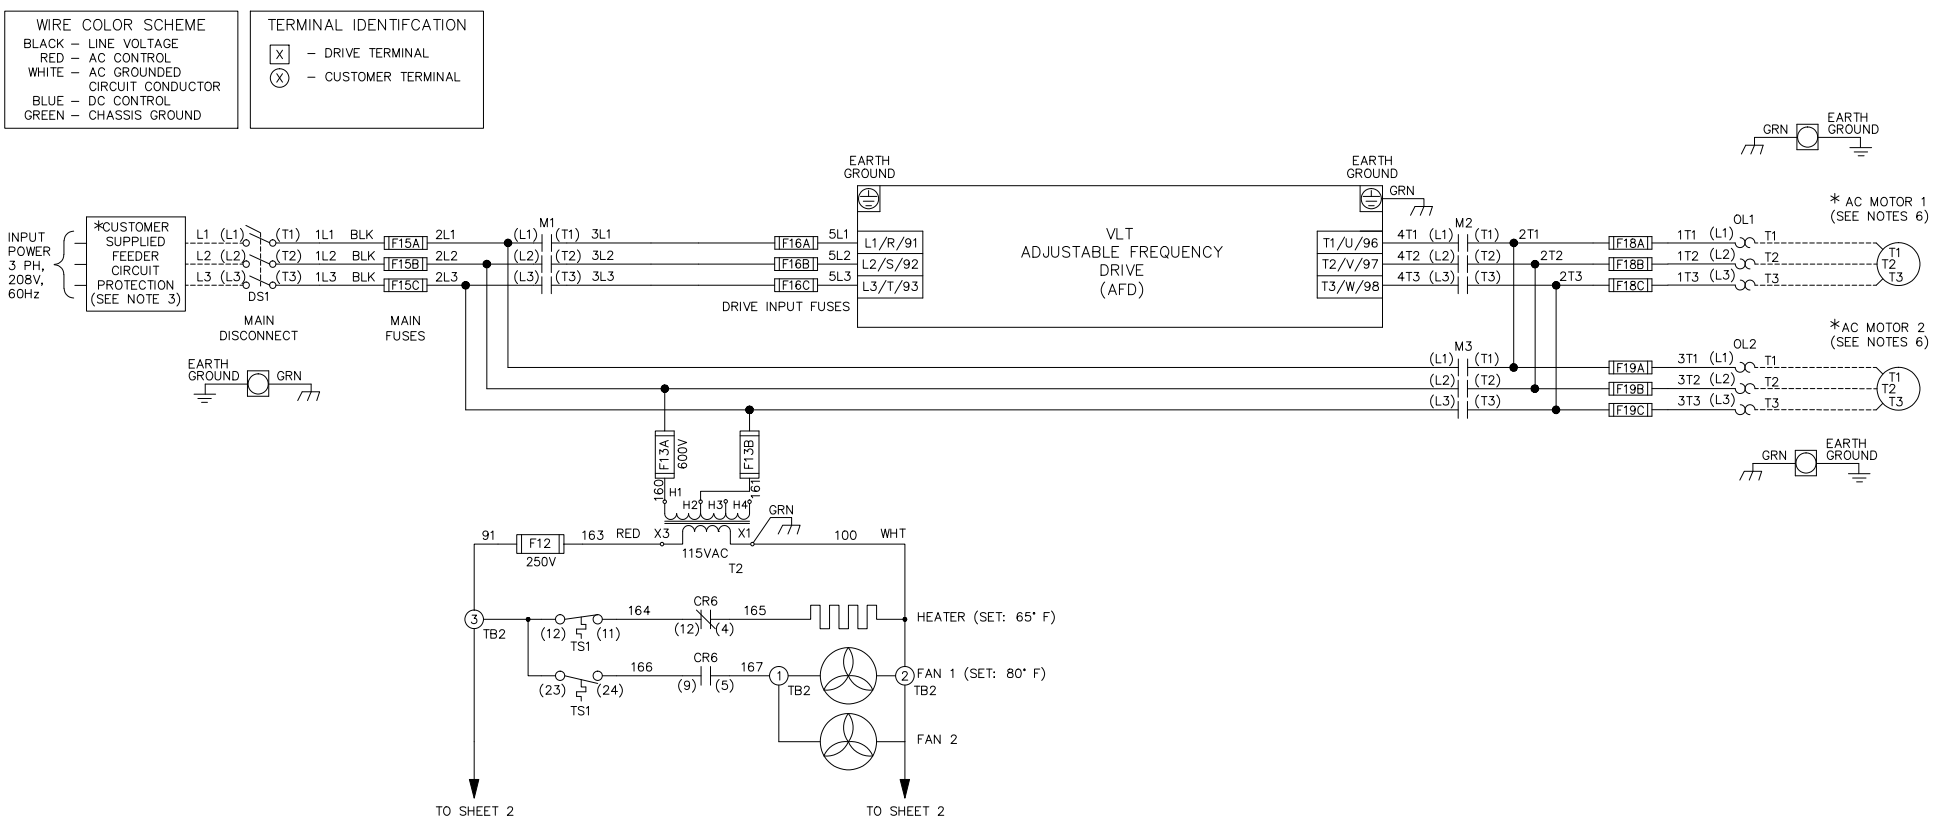 WIRE COLOR SCHEME
BLACK – LINE VOLTAGE
RED – AC CONTROL
WHITE – AC GROUNDED
CIRCUIT CONDUCTOR
BLUE – DC CONTROL
GREEN – CHASSIS GROUND
TERMINAL IDENTIFCATION
X – DRIVE TERMINAL
X – CUSTOMER TERMINAL
INPUT
POWER
3 PH,
208V,
60Hz
*CUSTOMER
SUPPLIED
FEEDER
CIRCUIT
PROTECTION
(SEE NOTE 3)
L1 (L1) (T1) 1L1 BLK F15A 2L1 (L1) M1 (T1) 3L1 F16A 5L1 L1/R/91
L2 (L2) (T2) 1L2 BLK F15B 2L2 (L2) (T2) 3L2 F16B 5L2 L2/S/92
L3 (L3) (T3) 1L3 BLK F15C 2L3 (L3) (T3) 3L3 F16C 5L3 L3/T/93
DS1
MAIN
DISCONNECT
MAIN
FUSES
DRIVE INPUT FUSES
EARTH
GROUND
GRN
EARTH
GROUND
VLT
ADJUSTABLE FREQUENCY
DRIVE
(AFD)
EARTH
GROUND
GRN
T1/U/96 4T1 (L1) M2 (T1) 2T1 F18A 1T1 (L1) OL1 T1
T2/V/97 4T2 (L2) (T2) 2T2 F18B 1T2 (L2) T2
T3/W/98 4T3 (L3) (T3) 2T3 F18C 1T3 (L3) T3
GRN
EARTH
GROUND
* AC MOTOR 1
(SEE NOTES 6)
T1
T2
T3
M3
(L1) (T1) F19A 3T1 (L1) OL2 T1
(L2) (T2) F19B 3T2 (L2) T2
(L3) (T3) F19C 3T3 (L3) T3
*AC MOTOR 2
(SEE NOTES 6)
T1
T2
T3
GRN
EARTH
GROUND
F13A
600V
F13B
160
161
H1
H2 H3 H4
GRN
91 F12 163 RED X3 X1 100 WHT
250V
115VAC
T2
3
TB2
(12) (11)
TS1
164
CR6
(12) (4)
165
HEATER (SET: 65° F)
(23) (24)
TS1
166
CR6
(9) (5)
167
1
TB2
2
TB2
FAN 1 (SET: 80° F)
FAN 2
TO SHEET 2
TO SHEET 2